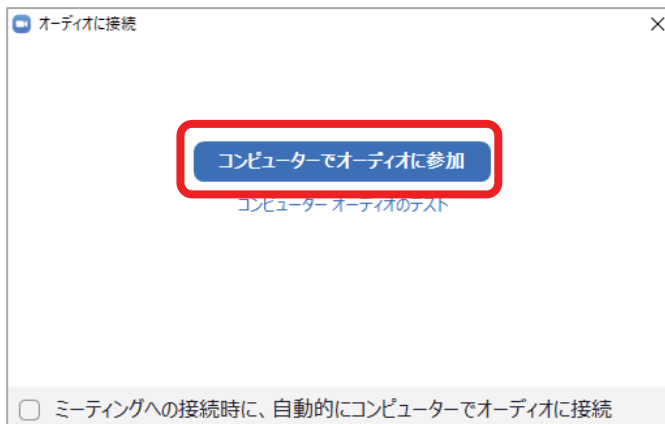 オーディオに接続
コンピューターでオーディオに参加
コンピューター オーディオのテスト
ミーティングへの接続時に、自動的にコンピューターでオーディオに接続